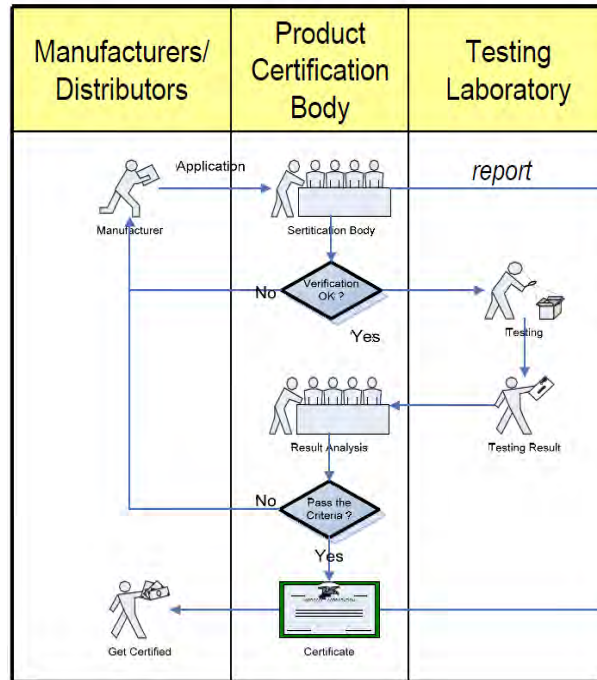 Manufacturers/
Distributors
Product
Certification
Body
Testing
Laboratory
Application
report
Manufacturer
Sertitication Body
No
Verification
OK ?
Yes
Testing
Result Analysis
Testing Result
No
Pass the
Criteria ?
Yes
Get Certified
Certificate